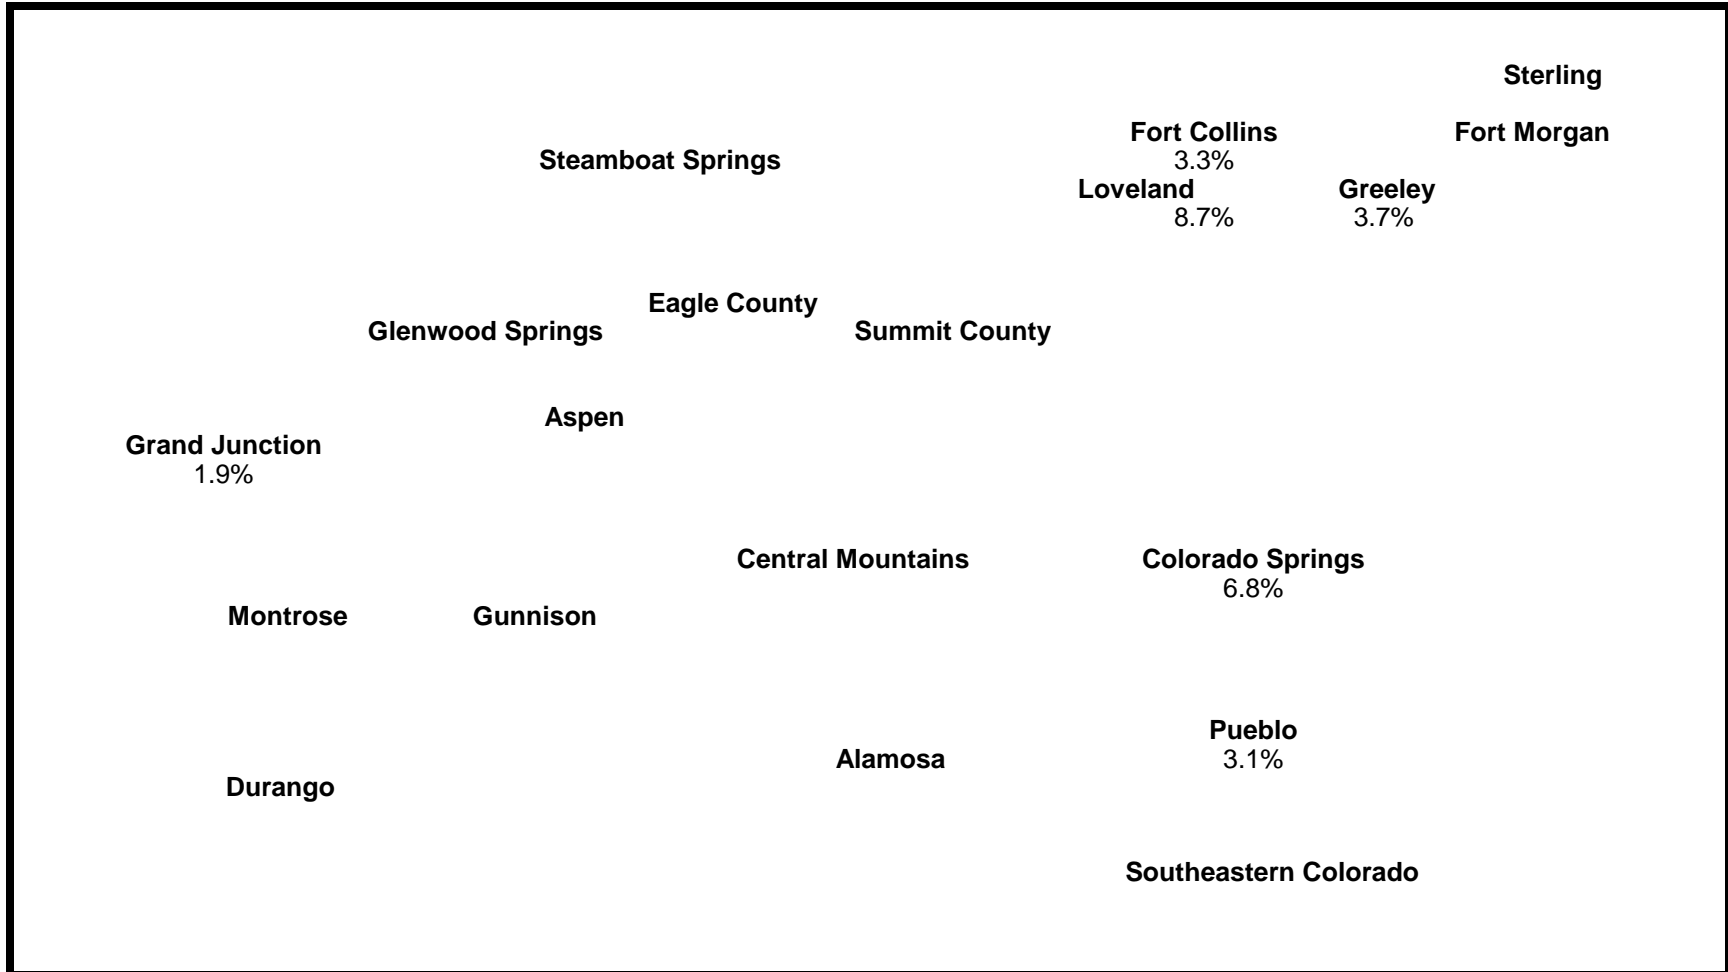 Sterling
Fort Collins
Fort Morgan
Steamboat Springs
3.3%
Loveland
Greeley
8.7%
3.7%
Eagle County
Glenwood Springs
Summit County
Aspen
Grand Junction
1.9%
Central Mountains
Colorado Springs
6.8%
Montrose
Gunnison
Pueblo
Alamosa
3.1%
Durango
Southeastern Colorado